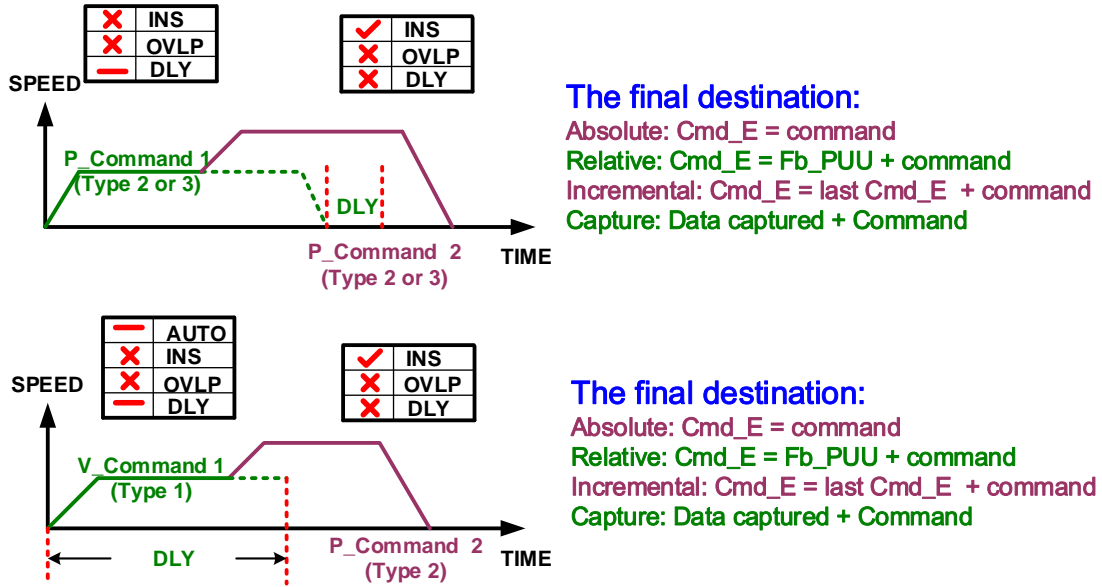 INS
OVLP
DLY
INS
OVLP
DLY
SPEED
P_Command 1
(Type 2 or 3)
DLY
P_Command 2
(Type 2 or 3)
TIME
The final destination:
Absolute: Cmd_E = command
Relative: Cmd_E = Fb_PUU + command
Incremental: Cmd_E = last Cmd_E + command
Capture: Data captured + Command
AUTO
INS
OVLP
DLY
INS
OVLP
DLY
SPEED
V_Command 1
(Type 1)
DLY
P_Command 2
(Type 2)
TIME
The final destination:
Absolute: Cmd_E = command
Relative: Cmd_E = Fb_PUU + command
Incremental: Cmd_E = last Cmd_E + command
Capture: Data captured + Command